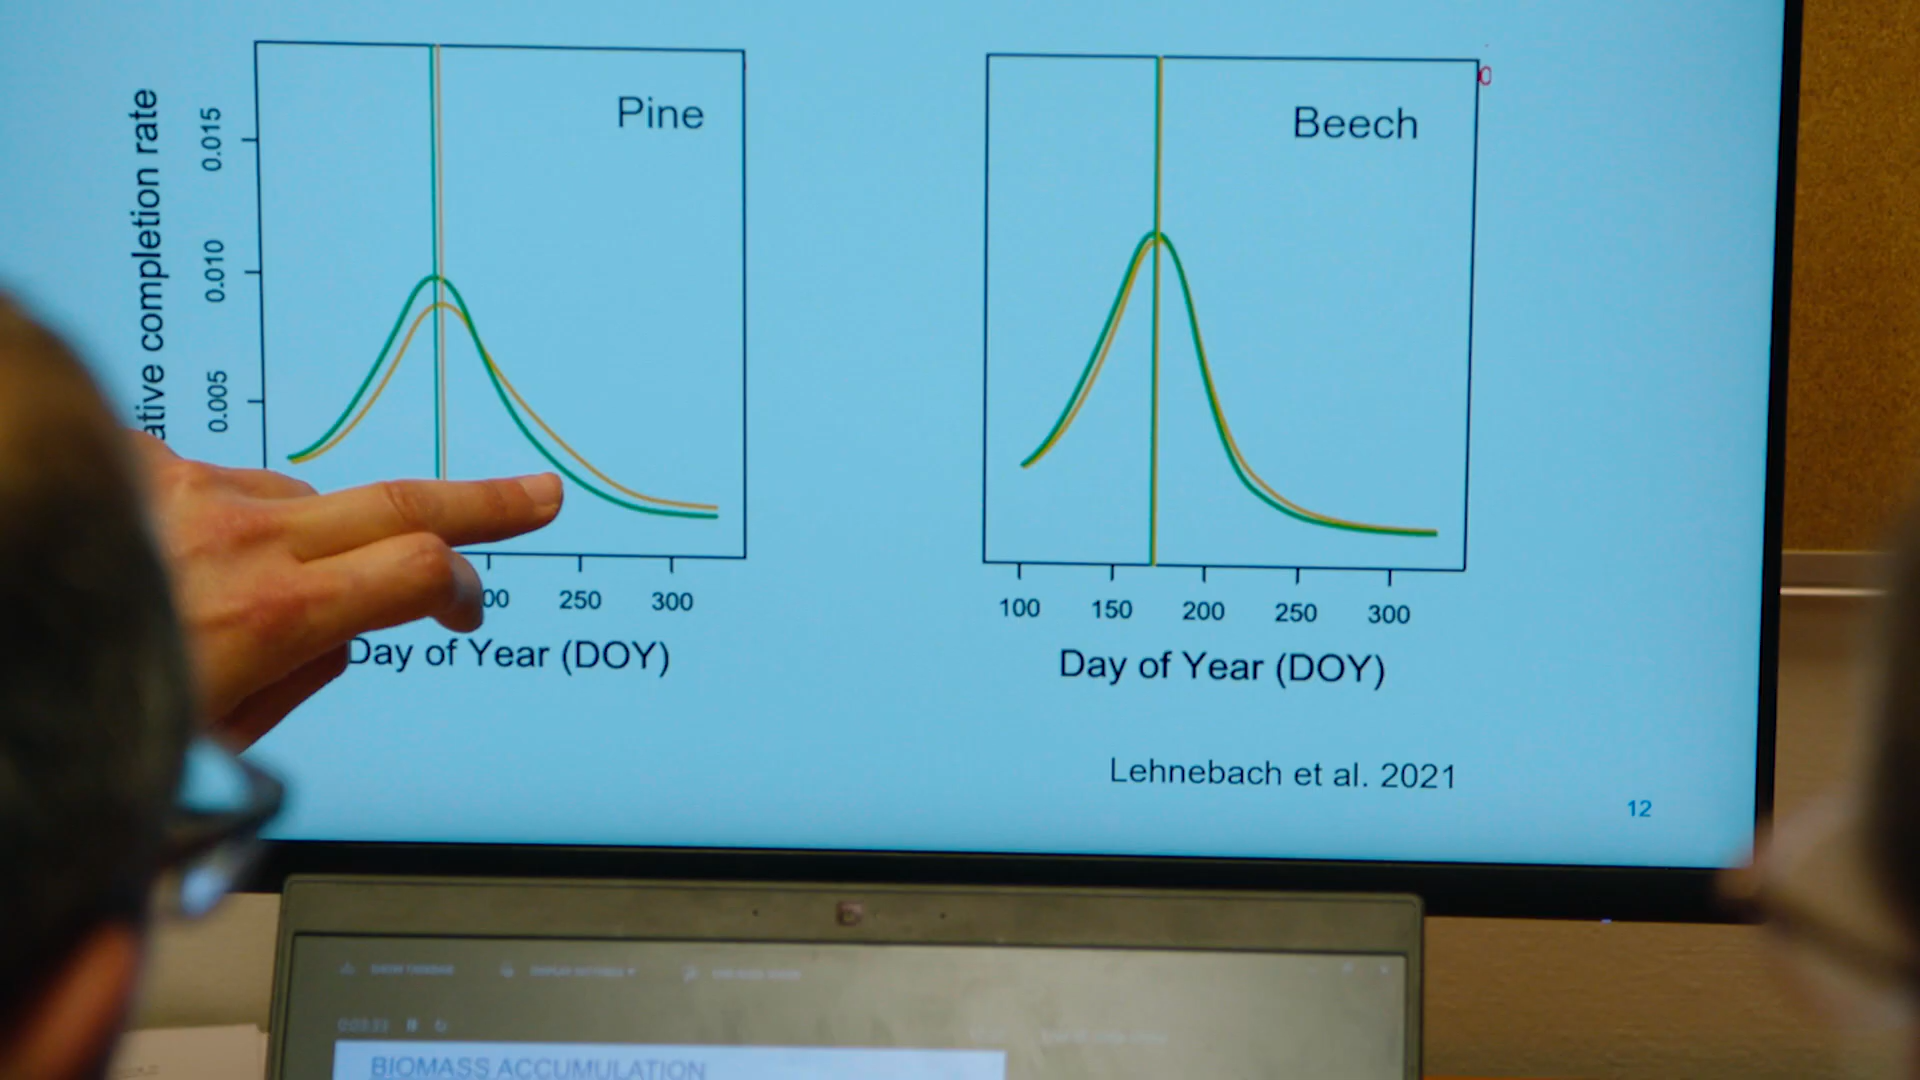 Pine
Beech
ative completion rate
0.015
0.010
0.005
00 250 300
100 150 200 250 300
Day of Year (DOY)
Day of Year (DOY)
Lehnebach et al. 2021
12
BIOMASS ACCUMULATION